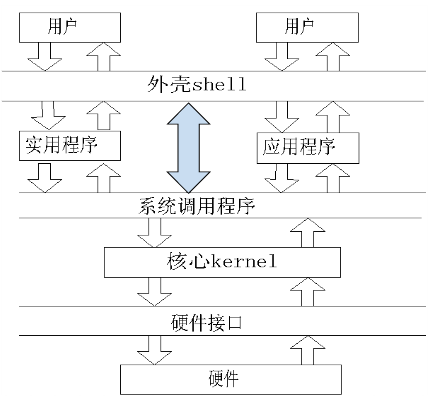 用户 用户
外壳shell
实用程序 应用程序
系统调用程序
核心kernel
硬件接口
硬件